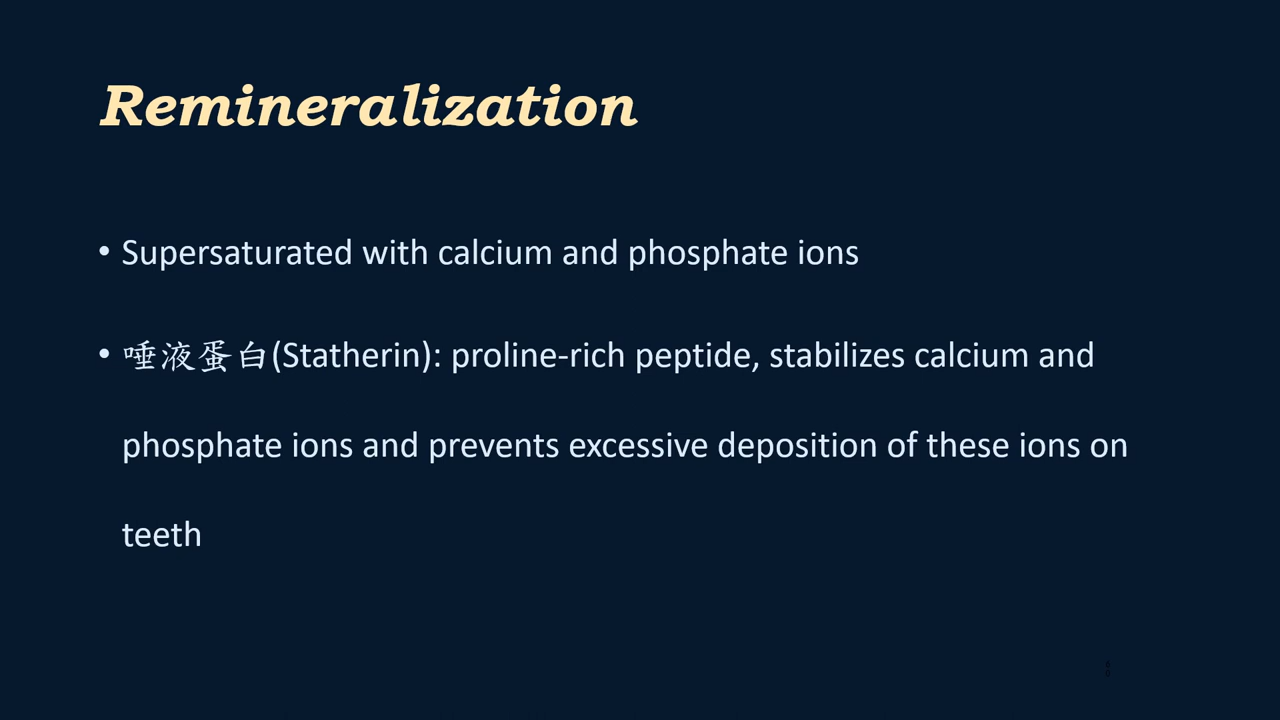 Remineralization
• Supersaturated with calcium and phosphate ions
• 唾液蛋白(Statherin): proline-rich peptide, stabilizes calcium and
phosphate ions and prevents excessive deposition of these ions on
teeth